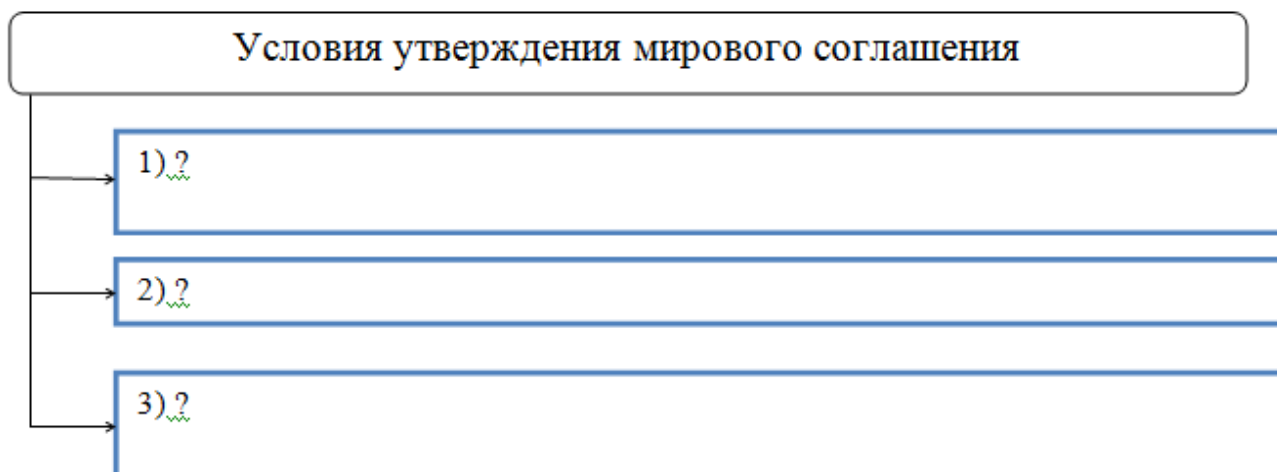 Условия утверждения мирового соглашения
1) ?
2) ?
3) ?